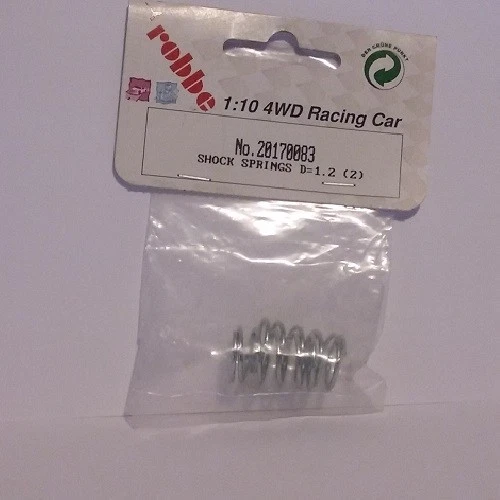 robbe
DER GRÜNE PUNKT
1:10 4WD Racing Car
No.20170083
SHOCK SPRINGS D=1.2 (2)